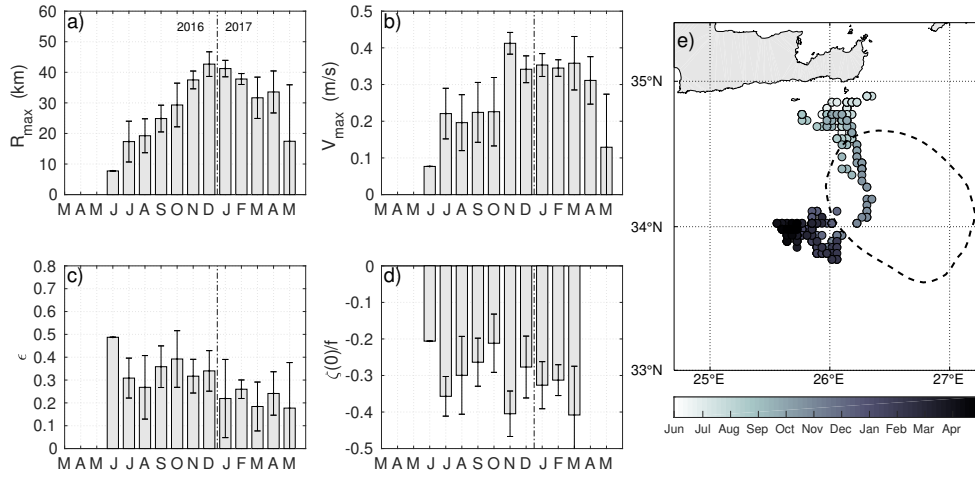 a)
2016 2017
R_max (km)
60
50
40
30
20
10
0
M A M J J A S O N D J F M A M
b)
V_max (m/s)
0.5
0.4
0.3
0.2
0.1
0
M A M J J A S O N D J F M A M
c)
ϵ
0.8
0.7
0.6
0.5
0.4
0.3
0.2
0.1
0
M A M J J A S O N D J F M A M
d)
ζ(0)/f
0
-0.1
-0.2
-0.3
-0.4
-0.5
M A M J J A S O N D J F M A M
e)
35°N
34°N
33°N
25°E 26°E 27°E
Jun Jul Aug Sep Oct Nov Dec Jan Feb Mar Apr